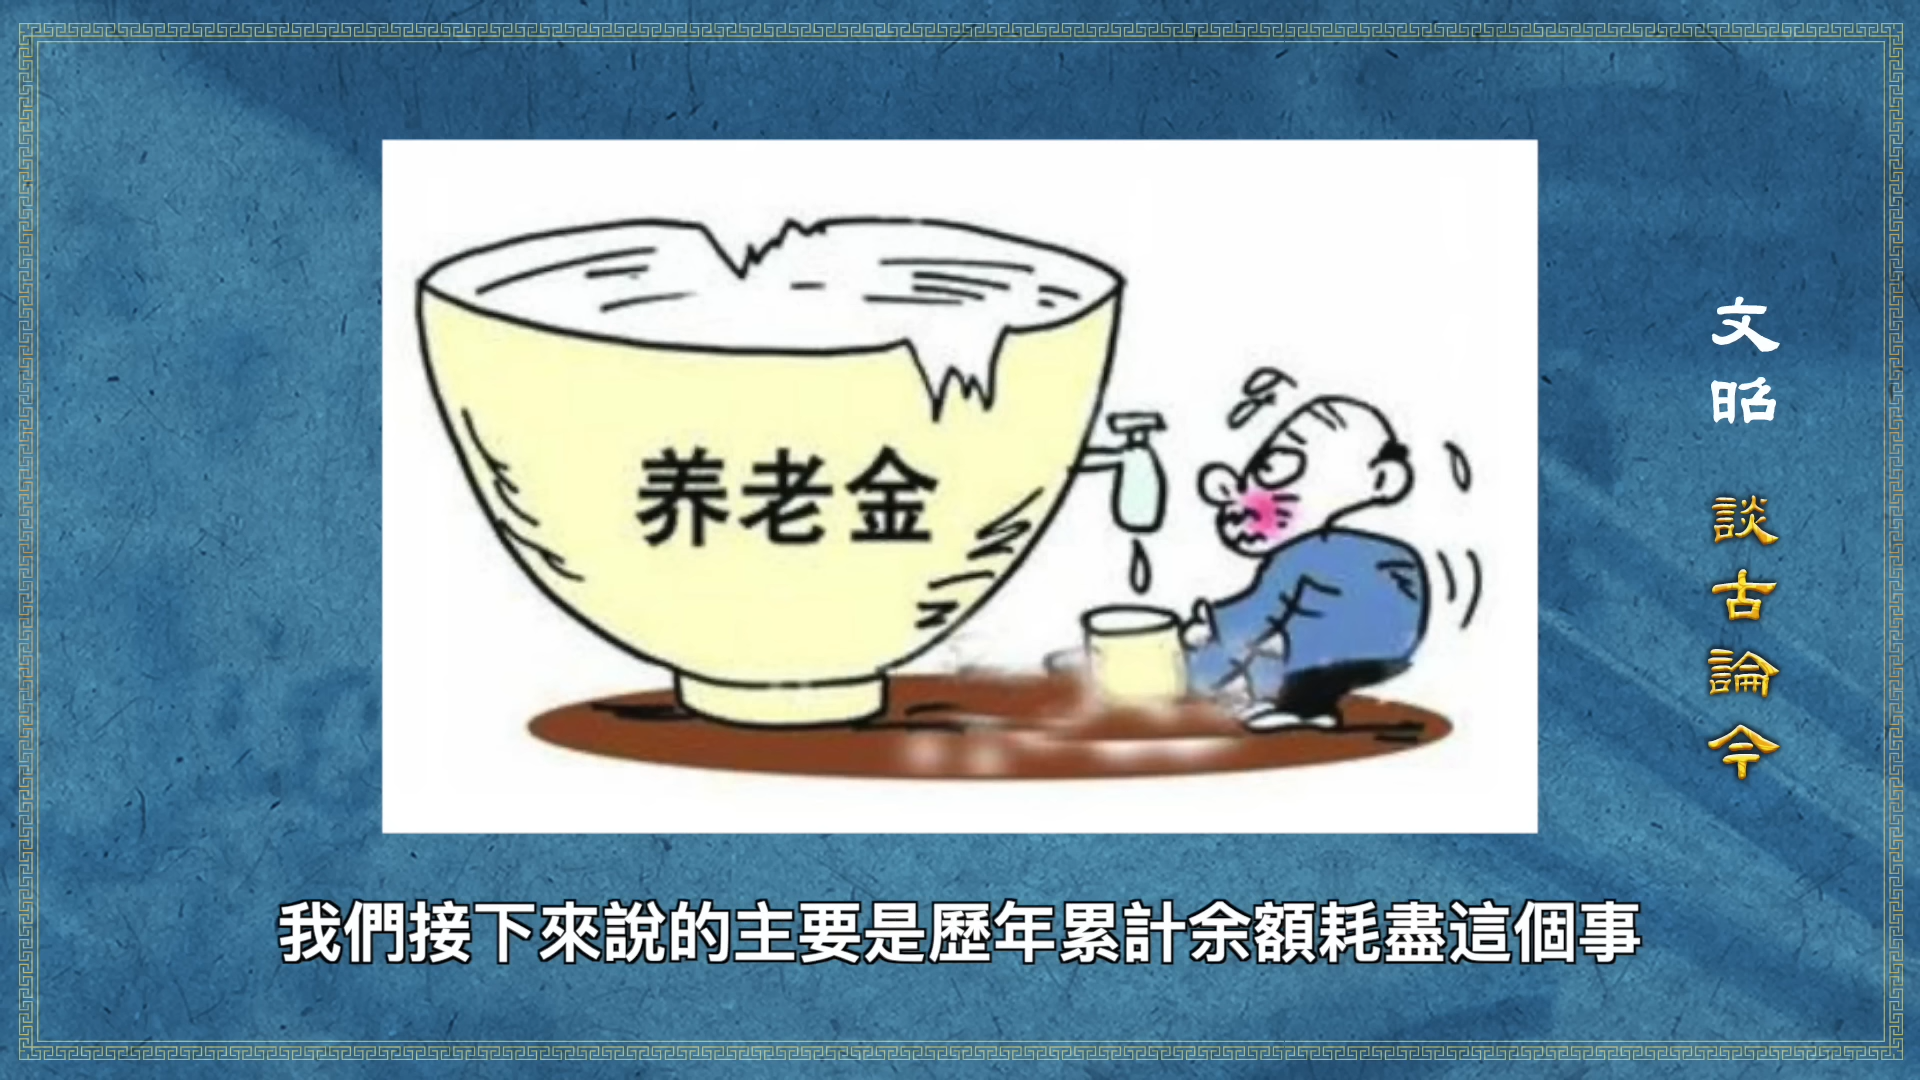 养老金
文昭
談古論今
我們接下來說的主要是歷年累計余額耗盡這個事